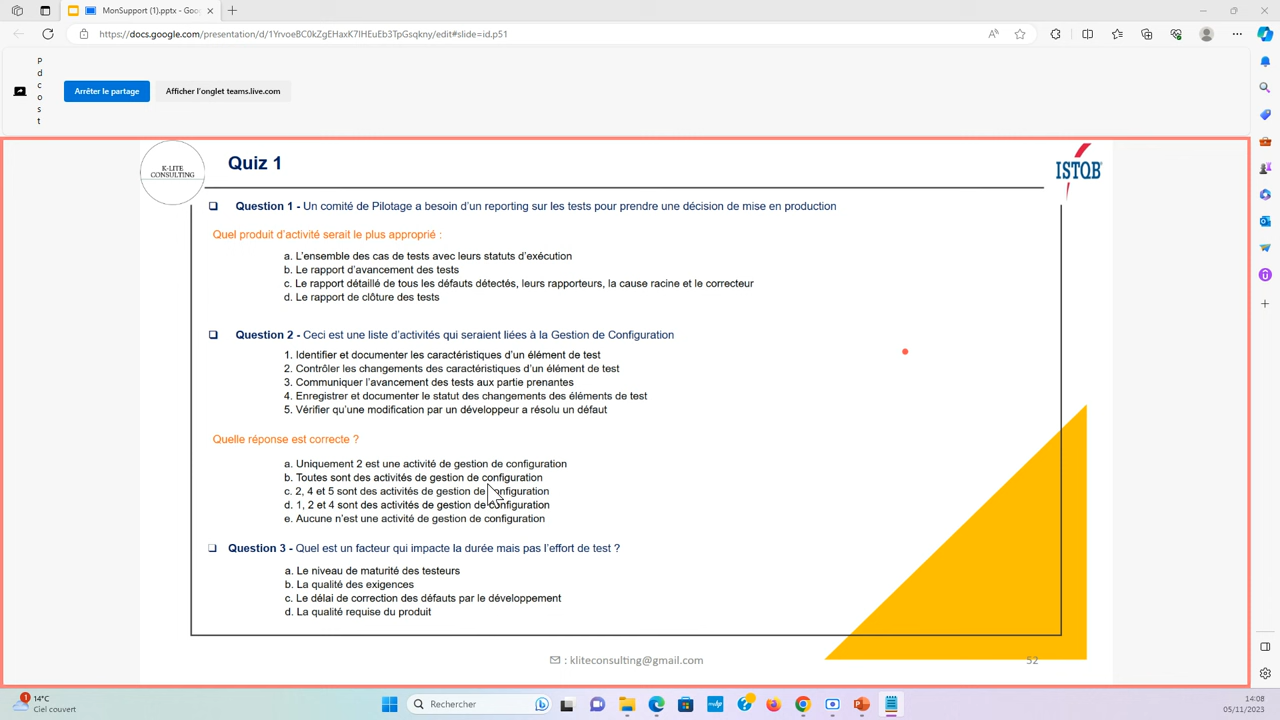 MonSupport (1).pptx - Goo
https://docs.google.com/presentation/d/1YrvoeBC0kZgEHaxK7lHEuEb3TpGsqkny/edit#slide=id.p51
P
d
c
o
s
t
Arrêter le partage
Afficher l'onglet teams.live.com
K-LITE
CONSULTING
Quiz 1
ISTQB
Question 1 - Un comité de Pilotage a besoin d'un reporting sur les tests pour prendre une décision de mise en production
Quel produit d'activité serait le plus approprié :
a. L'ensemble des cas de tests avec leurs statuts d'exécution
b. Le rapport d'avancement des tests
c. Le rapport détaillé de tous les défauts détectés, leurs rapporteurs, la cause racine et le correcteur
d. Le rapport de clôture des tests
Question 2 - Ceci est une liste d'activités qui seraient liées à la Gestion de Configuration
1. Identifier et documenter les caractéristiques d'un élément de test
2. Contrôler les changements des caractéristiques d'un élément de test
3. Communiquer l'avancement des tests aux partie prenantes
4. Enregistrer et documenter le statut des changements des éléments de test
5. Vérifier qu'une modification par un développeur a résolu un défaut
Quelle réponse est correcte ?
a. Uniquement 2 est une activité de gestion de configuration
b. Toutes sont des activités de gestion de configuration
c. 2, 4 et 5 sont des activités de gestion de configuration
d. 1, 2 et 4 sont des activités de gestion de configuration
e. Aucune n'est une activité de gestion de configuration
Question 3 - Quel est un facteur qui impacte la durée mais pas l'effort de test ?
a. Le niveau de maturité des testeurs
b. La qualité des exigences
c. Le délai de correction des défauts par le développement
d. La qualité requise du produit
: kliteconsulting@gmail.com
52
1
14°C
Ciel couvert
Rechercher
14:08
05/11/2023